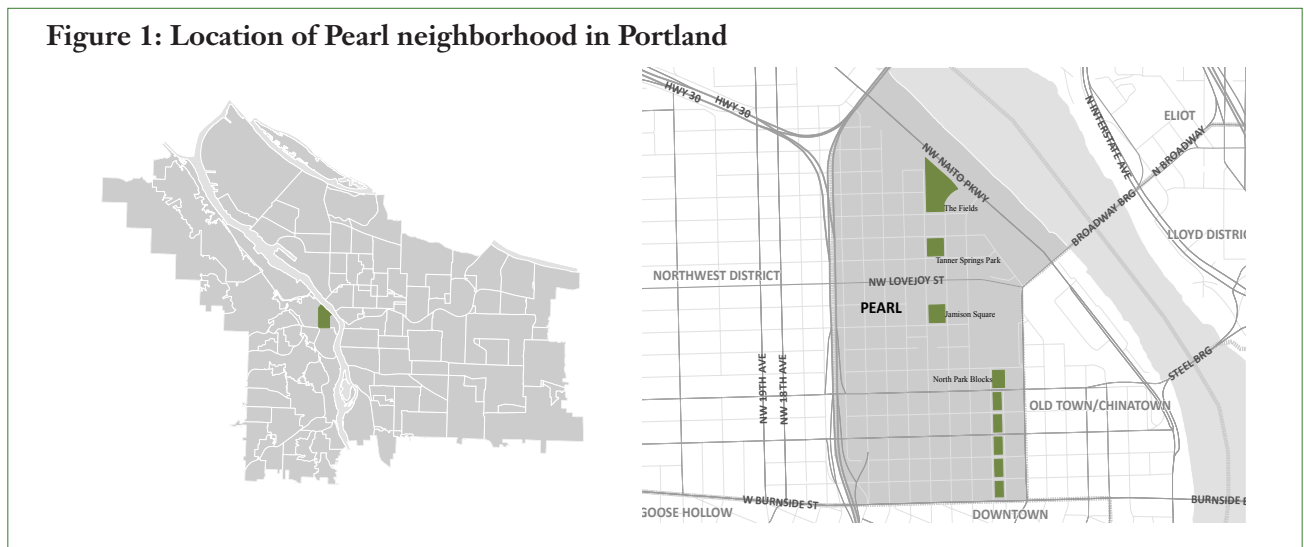 Figure 1: Location of Pearl neighborhood in Portland
HWY 30
HWY 30
N INTERSTATE AVE
ELIOT
N BROADWAY
NW NAITO PKWY
The Fields
BROADWAY BRG
LLOYD DISTRIC
Tanner Springs Park
NORTHWEST DISTRICT
NW LOVEJOY ST
PEARL
Jamison Square
STEEL BRG
NW 19TH AVE
NW 18TH AVE
North Park Blocks
OLD TOWN/CHINATOWN
W BURNSIDE ST
BURNSIDE B
GOOSE HOLLOW
DOWNTOWN